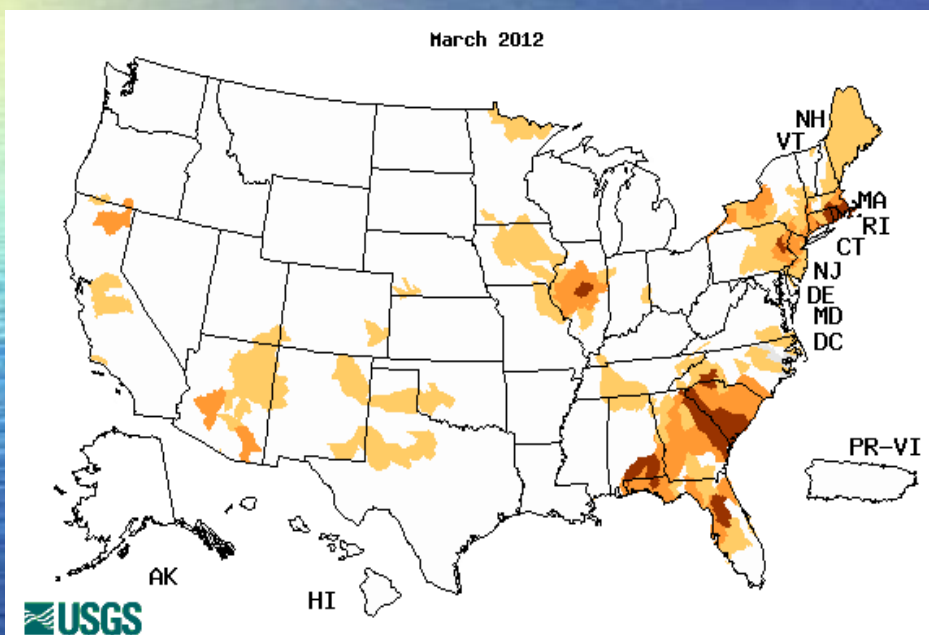 March 2012
NH
VT
MA
RI
CT
NJ
DE
MD
DC
PR-VI
AK
HI
USGS